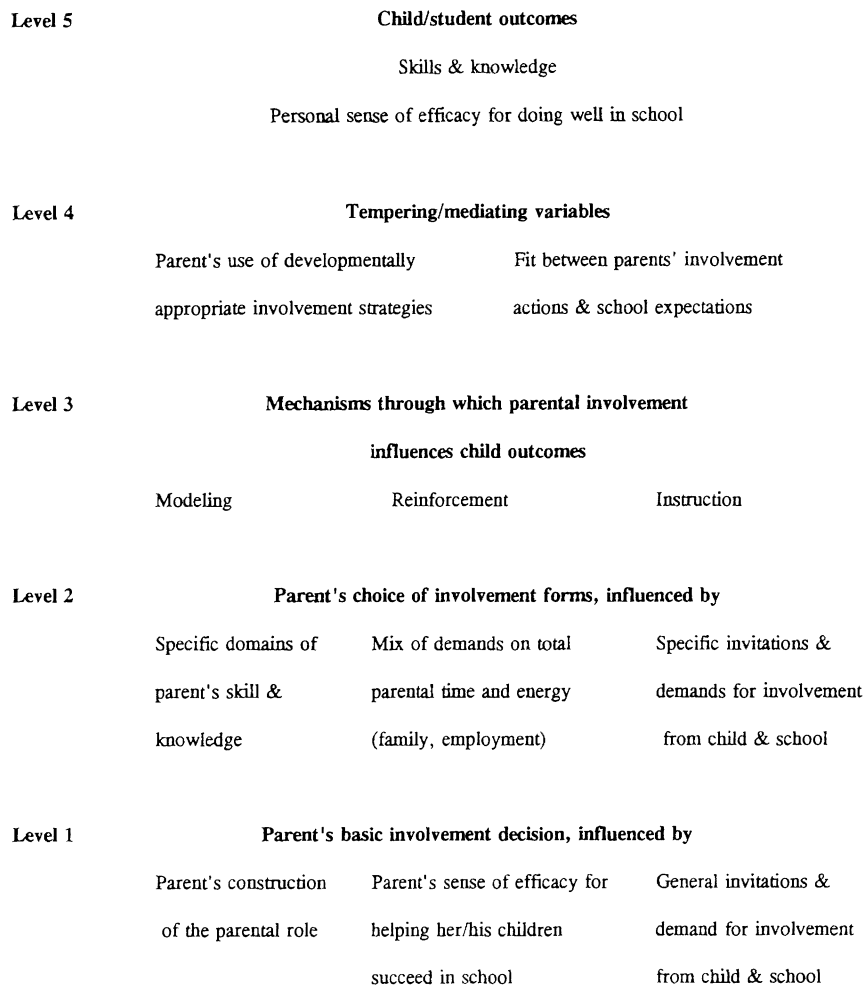 Level 5 Child/student outcomes
Skills & knowledge
Personal sense of efficacy for doing well in school
Level 4 Tempering/mediating variables
Parent's use of developmentally Fit between parents' involvement
appropriate involvement strategies actions & school expectations
Level 3 Mechanisms through which parental involvement
influences child outcomes
Modeling Reinforcement Instruction
Level 2 Parent's choice of involvement forms, influenced by
Specific domains of Mix of demands on total Specific invitations &
parent's skill & parental time and energy demands for involvement
knowledge (family, employment) from child & school
Level 1 Parent's basic involvement decision, influenced by
Parent's construction Parent's sense of efficacy for General invitations &
of the parental role helping her/his children demand for involvement
succeed in school from child & school